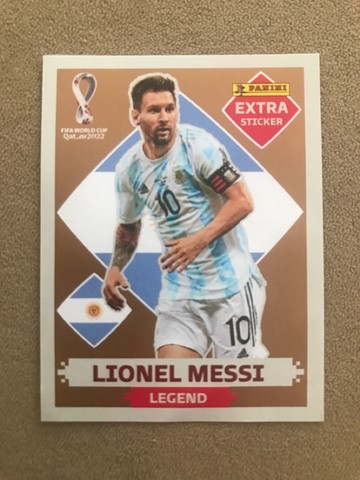 PANINI
EXTRA
STICKER
FIFA WORLD CUP
Qatar2022
10
10
LIONEL MESSI
LEGEND